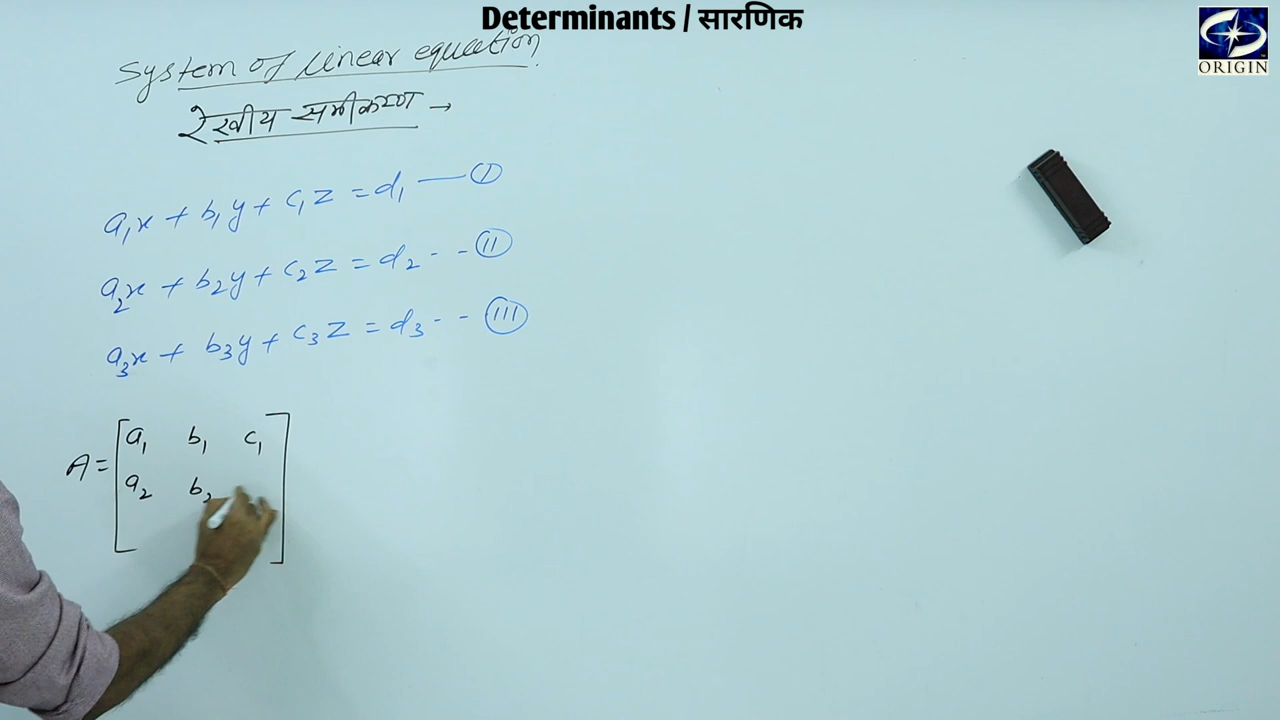 Determinants / सारणिक
ORIGIN
System of linear equation
रेखीय समीकरण →
a₁x + b₁y + c₁z = d₁ — (I)
a₂x + b₂y + c₂z = d₂ - - (II)
a₃x + b₃y + c₃z = d₃ - - (III)
A = [a₁ b₁ c₁
a₂ b₂ ]